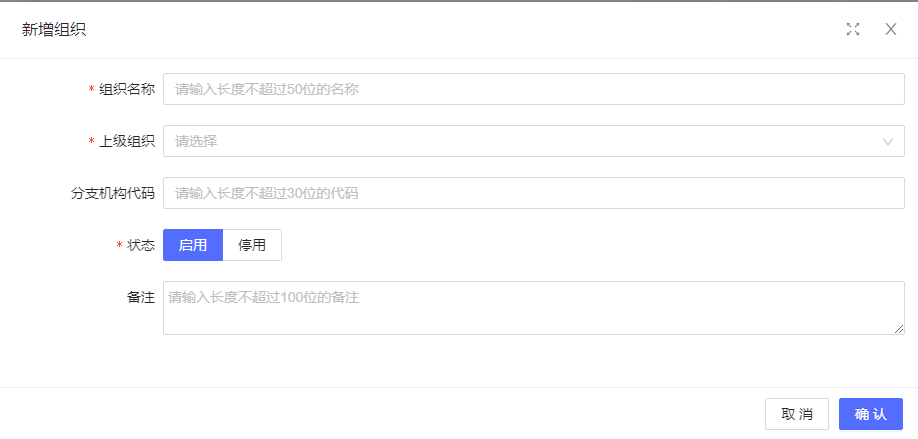 新增组织
* 组织名称 请输入长度不超过50位的名称
* 上级组织 请选择
分支机构代码 请输入长度不超过30位的代码
* 状态 启用 停用
备注 请输入长度不超过100位的备注
取 消 确 认